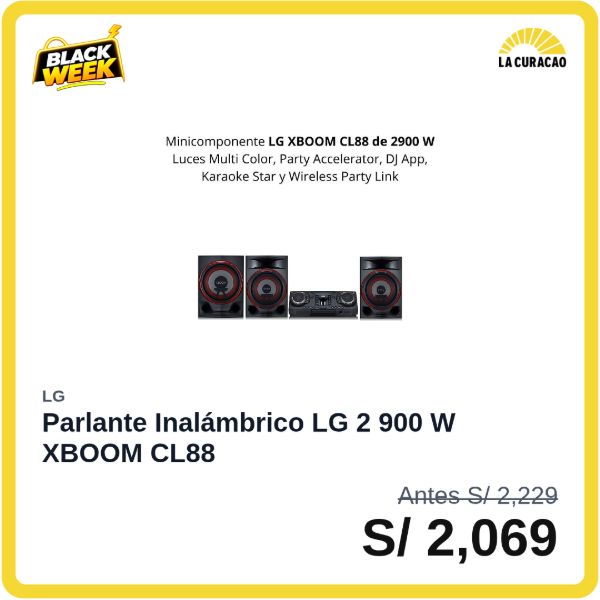 BLACK
WEEK
LA CURACAO
Minicomponente LG XBOOM CL88 de 2900 W
Luces Multi Color, Party Accelerator, DJ App,
Karaoke Star y Wireless Party Link
LG
Parlante Inalámbrico LG 2 900 W
XBOOM CL88
Antes S/ 2,229
S/ 2,069